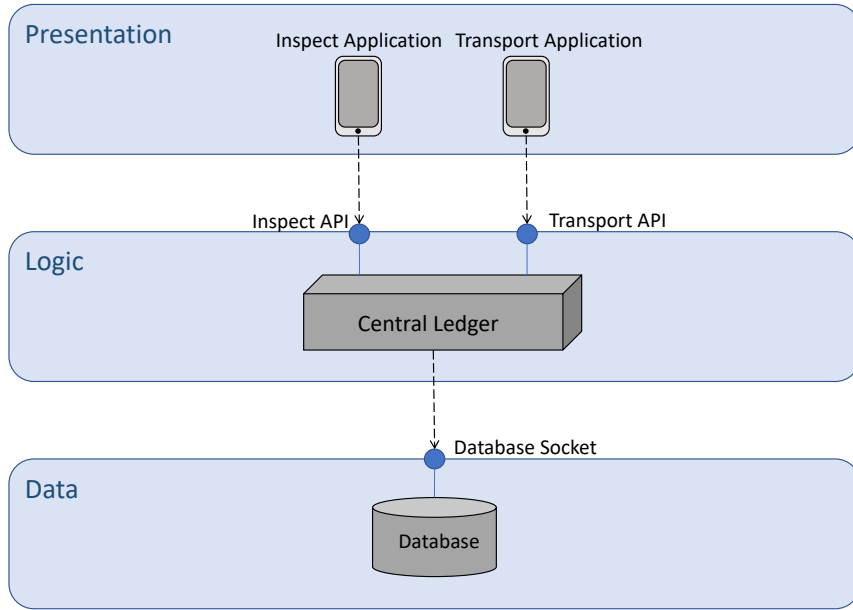 Presentation
Inspect Application
Transport Application
Inspect API
Transport API
Logic
Central Ledger
Database Socket
Data
Database